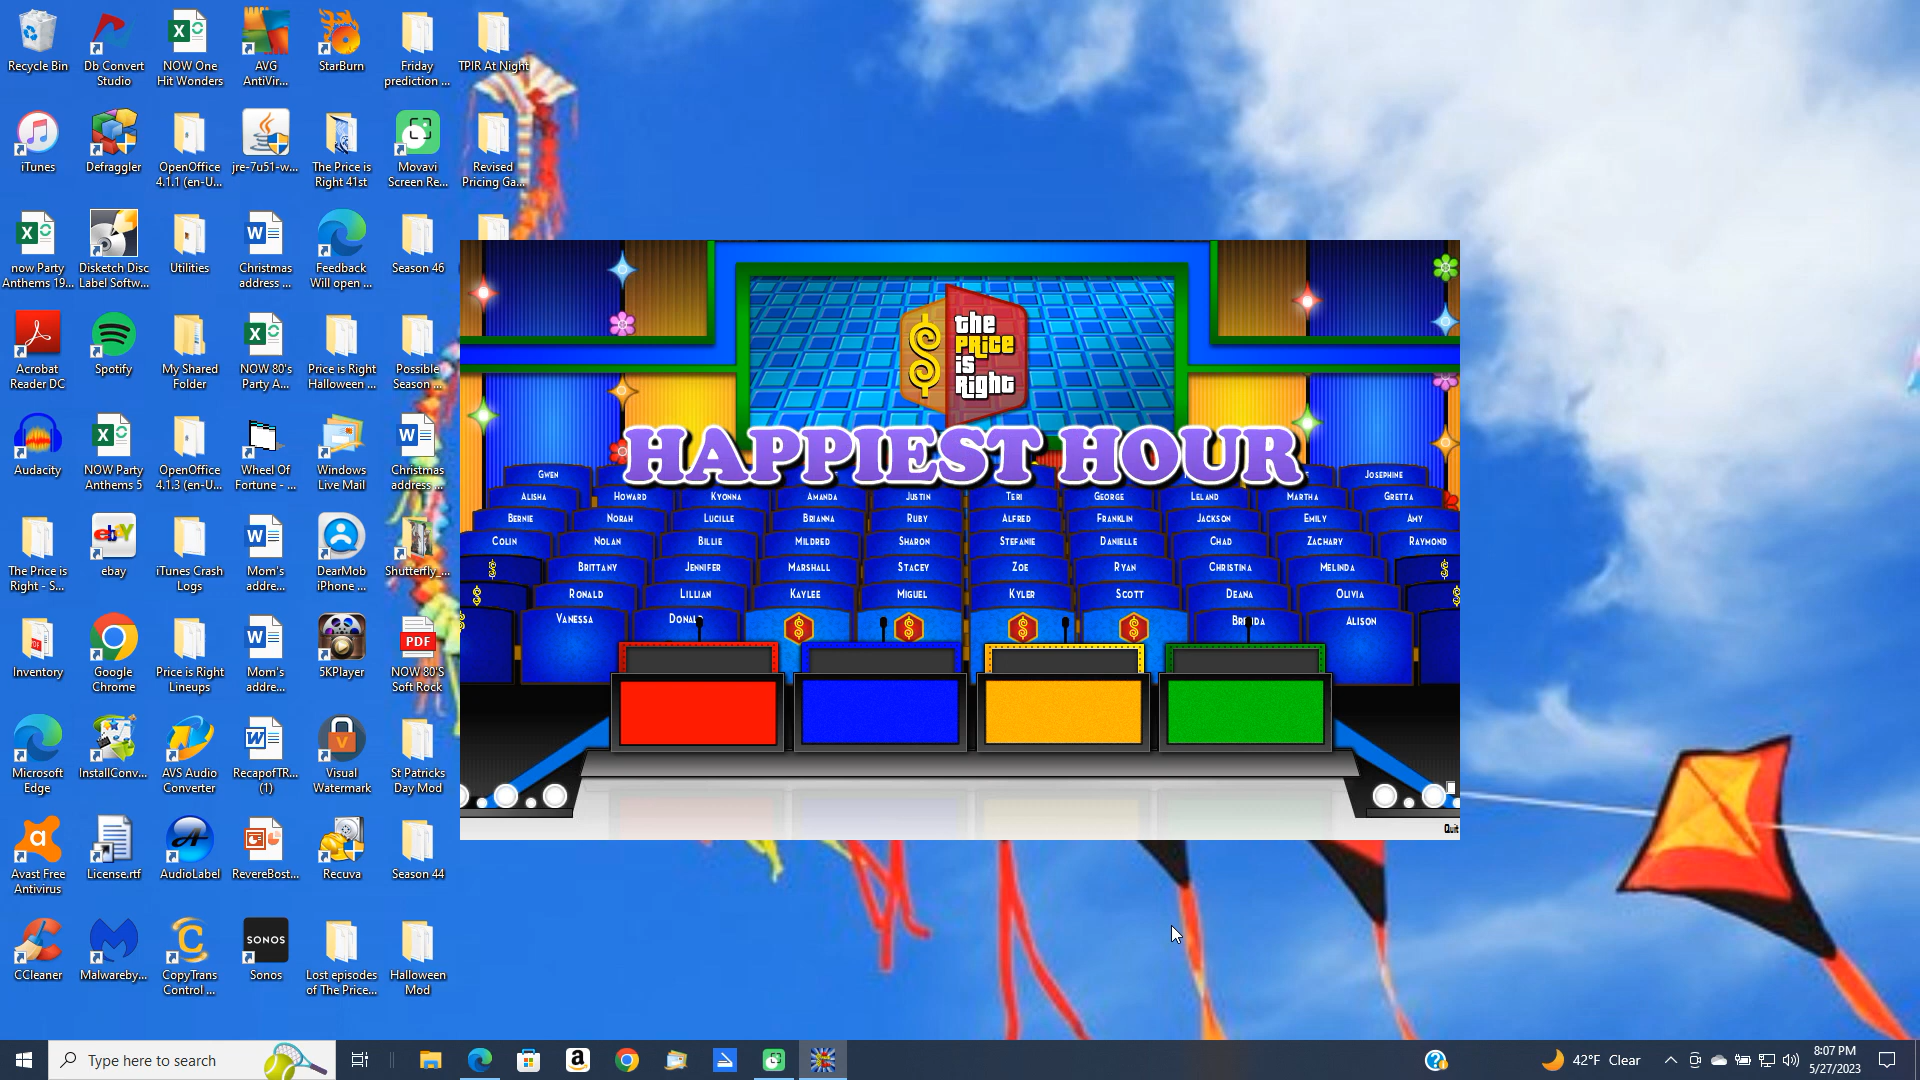 Recycle Bin
Db Convert
Studio
NOW One
Hit Wonders
AVG
AntiVir...
StarBurn
Friday
prediction ...
TPIR At Night
iTunes
Defraggler
OpenOffice
4.1.1 (en-U...
jre-7u51-w...
The Price is
Right 41st
Movavi
Screen Re...
Revised
Pricing Ga...
now Party
Anthems 19...
Disketch Disc
Label Softw...
Utilities
Christmas
address ...
Feedback
Will open ...
Season 46
Acrobat
Reader DC
Spotify
My Shared
Folder
NOW 80's
Party A...
Price is Right
Halloween ...
Possible
Season ...
Audacity
NOW Party
Anthems 5
OpenOffice
4.1.3 (en-U...
Wheel Of
Fortune - ...
Windows
Live Mail
Christmas
address ...
The Price is
Right - S...
ebay
ebay
iTunes Crash
Logs
Mom's
addre...
DearMob
iPhone ...
Shutterfly_...
Inventory
Google
Chrome
Price is Right
Lineups
Mom's
addre...
5KPlayer
PDF
NOW 80'S
Soft Rock
Microsoft
Edge
InstallConv...
AVS Audio
Converter
RecapofTR...
(1)
Visual
Watermark
St Patricks
Day Mod
Avast Free
Antivirus
License.rtf
AudioLabel
RevereBost...
Recuva
Season 44
CCleaner
Malwareby...
CopyTrans
Control ...
SONOS
Sonos
Lost episodes
of The Price...
Halloween
Mod
the
PRice
is
Right
HAPPIEST HOUR
Gwen Josephine
Alisha Howard Kyonna Amanda Justin Teri George Leland Martha Gretta
Bernie Norah Lucille Brianna Ruby Alfred Franklin Jackson Emily Amy
Colin Nolan Billie Mildred Sharon Stefanie Danielle Chad Zachary Raymond
Brittany Jennifer Marshall Stacey Zoe Ryan Christina Melinda
Ronald Lillian Kaylee Miguel Kyler Scott Deana Olivia
Vanessa Donald Brenda Alison
Quit
Type here to search
42°F Clear
8:07 PM
5/27/2023